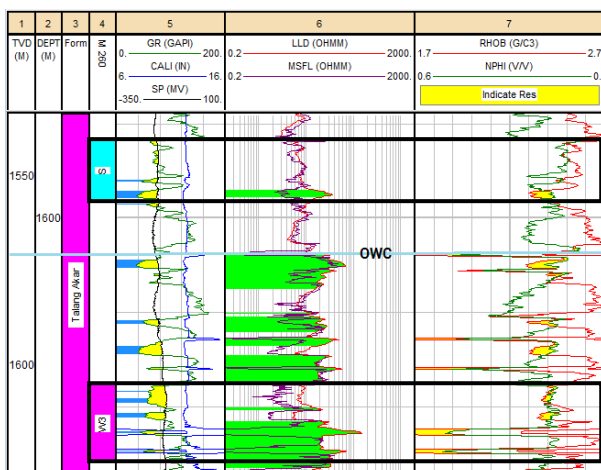 1 2 3 4 5 6 7
TVD (M) DEPT (M) Form M 260
GR (GAPI)
0. 200.
CALI (IN)
6. 16.
SP (MV)
-350. 100.
LLD (OHMM)
0.2 2000.
MSFL (OHMM)
0.2 2000.
RHOB (G/C3)
1.7 2.7
NPHI (V/V)
0.6 0.
Indicate Res
S
1550
1600
OWC
Talang Akar
1600
W3